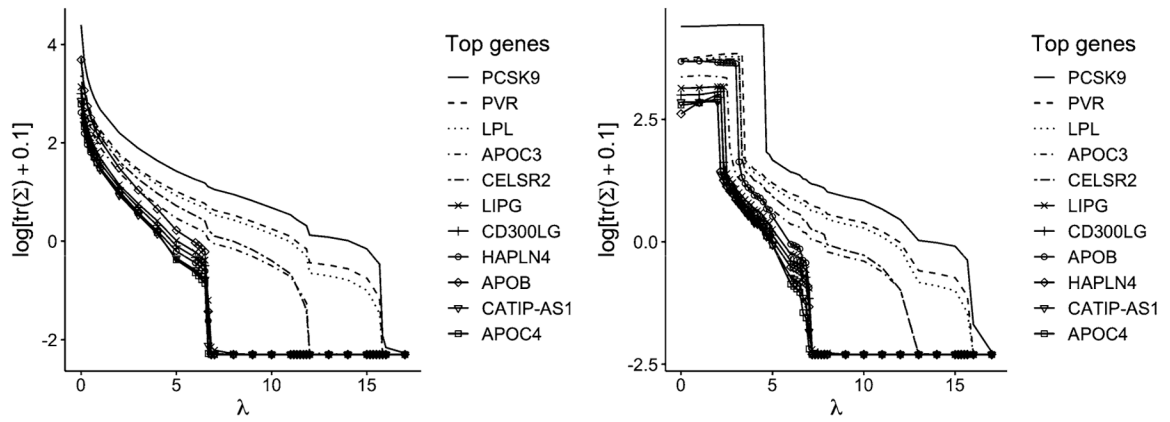 log[tr(Σ) + 0.1]
4
2
0
-2
0
5
10
15
λ
Top genes
PCSK9
PVR
LPL
APOC3
CELSR2
LIPG
CD300LG
HAPLN4
APOB
CATIP-AS1
APOC4
log[tr(Σ) + 0.1]
2.5
0.0
-2.5
0
5
10
15
λ
Top genes
PCSK9
PVR
LPL
APOC3
CELSR2
LIPG
CD300LG
APOB
HAPLN4
CATIP-AS1
APOC4